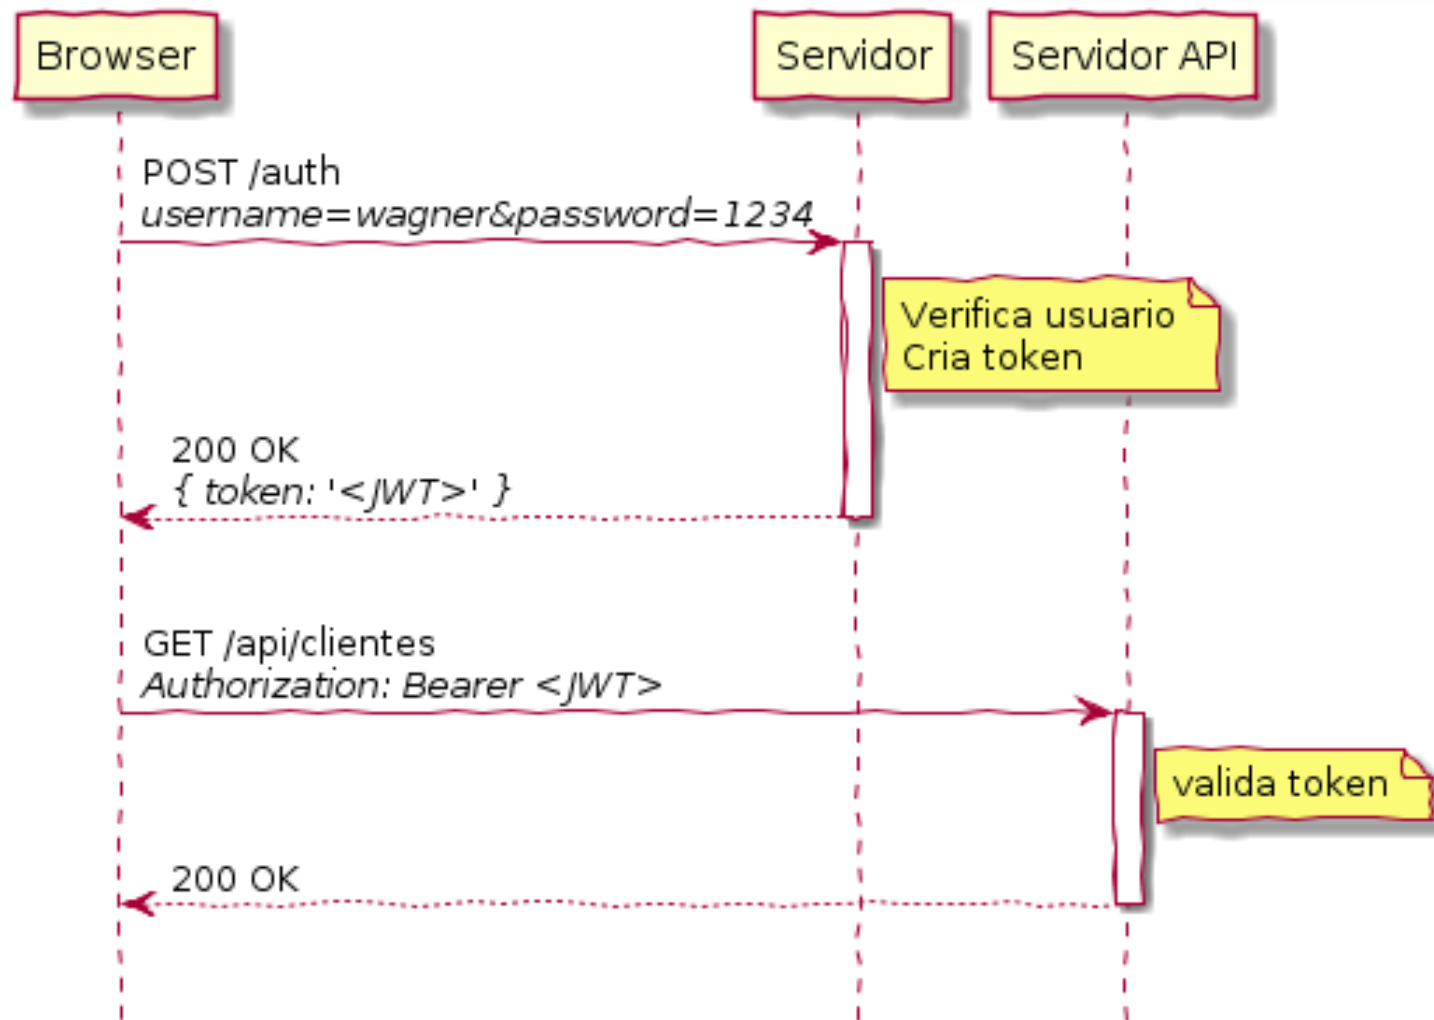 Browser
Servidor
Servidor API
POST /auth
username=wagner&password=1234
Verifica usuario
Cria token
200 OK
{ token: '<JWT>' }
GET /api/clientes
Authorization: Bearer <JWT>
valida token
200 OK